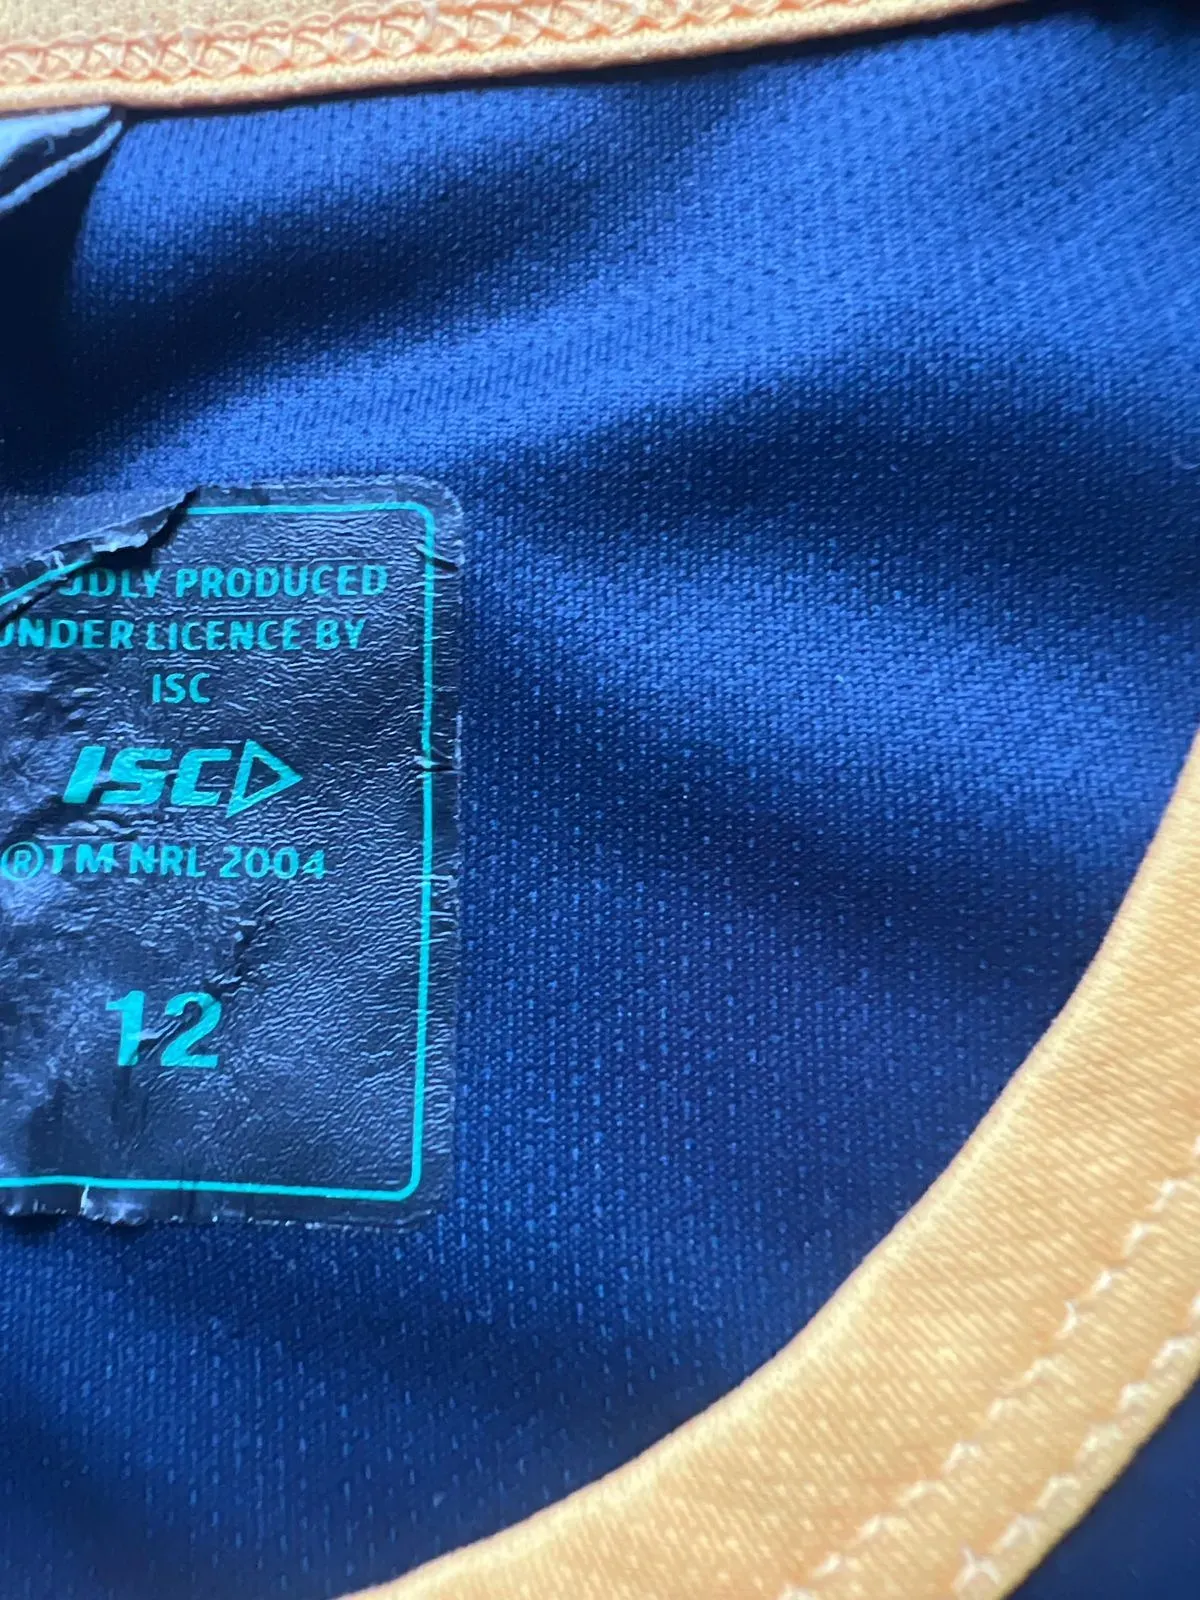 UDLY PRODUCED
UNDER LICENCE BY
ISC
ISC
®TM NRL 2004
12